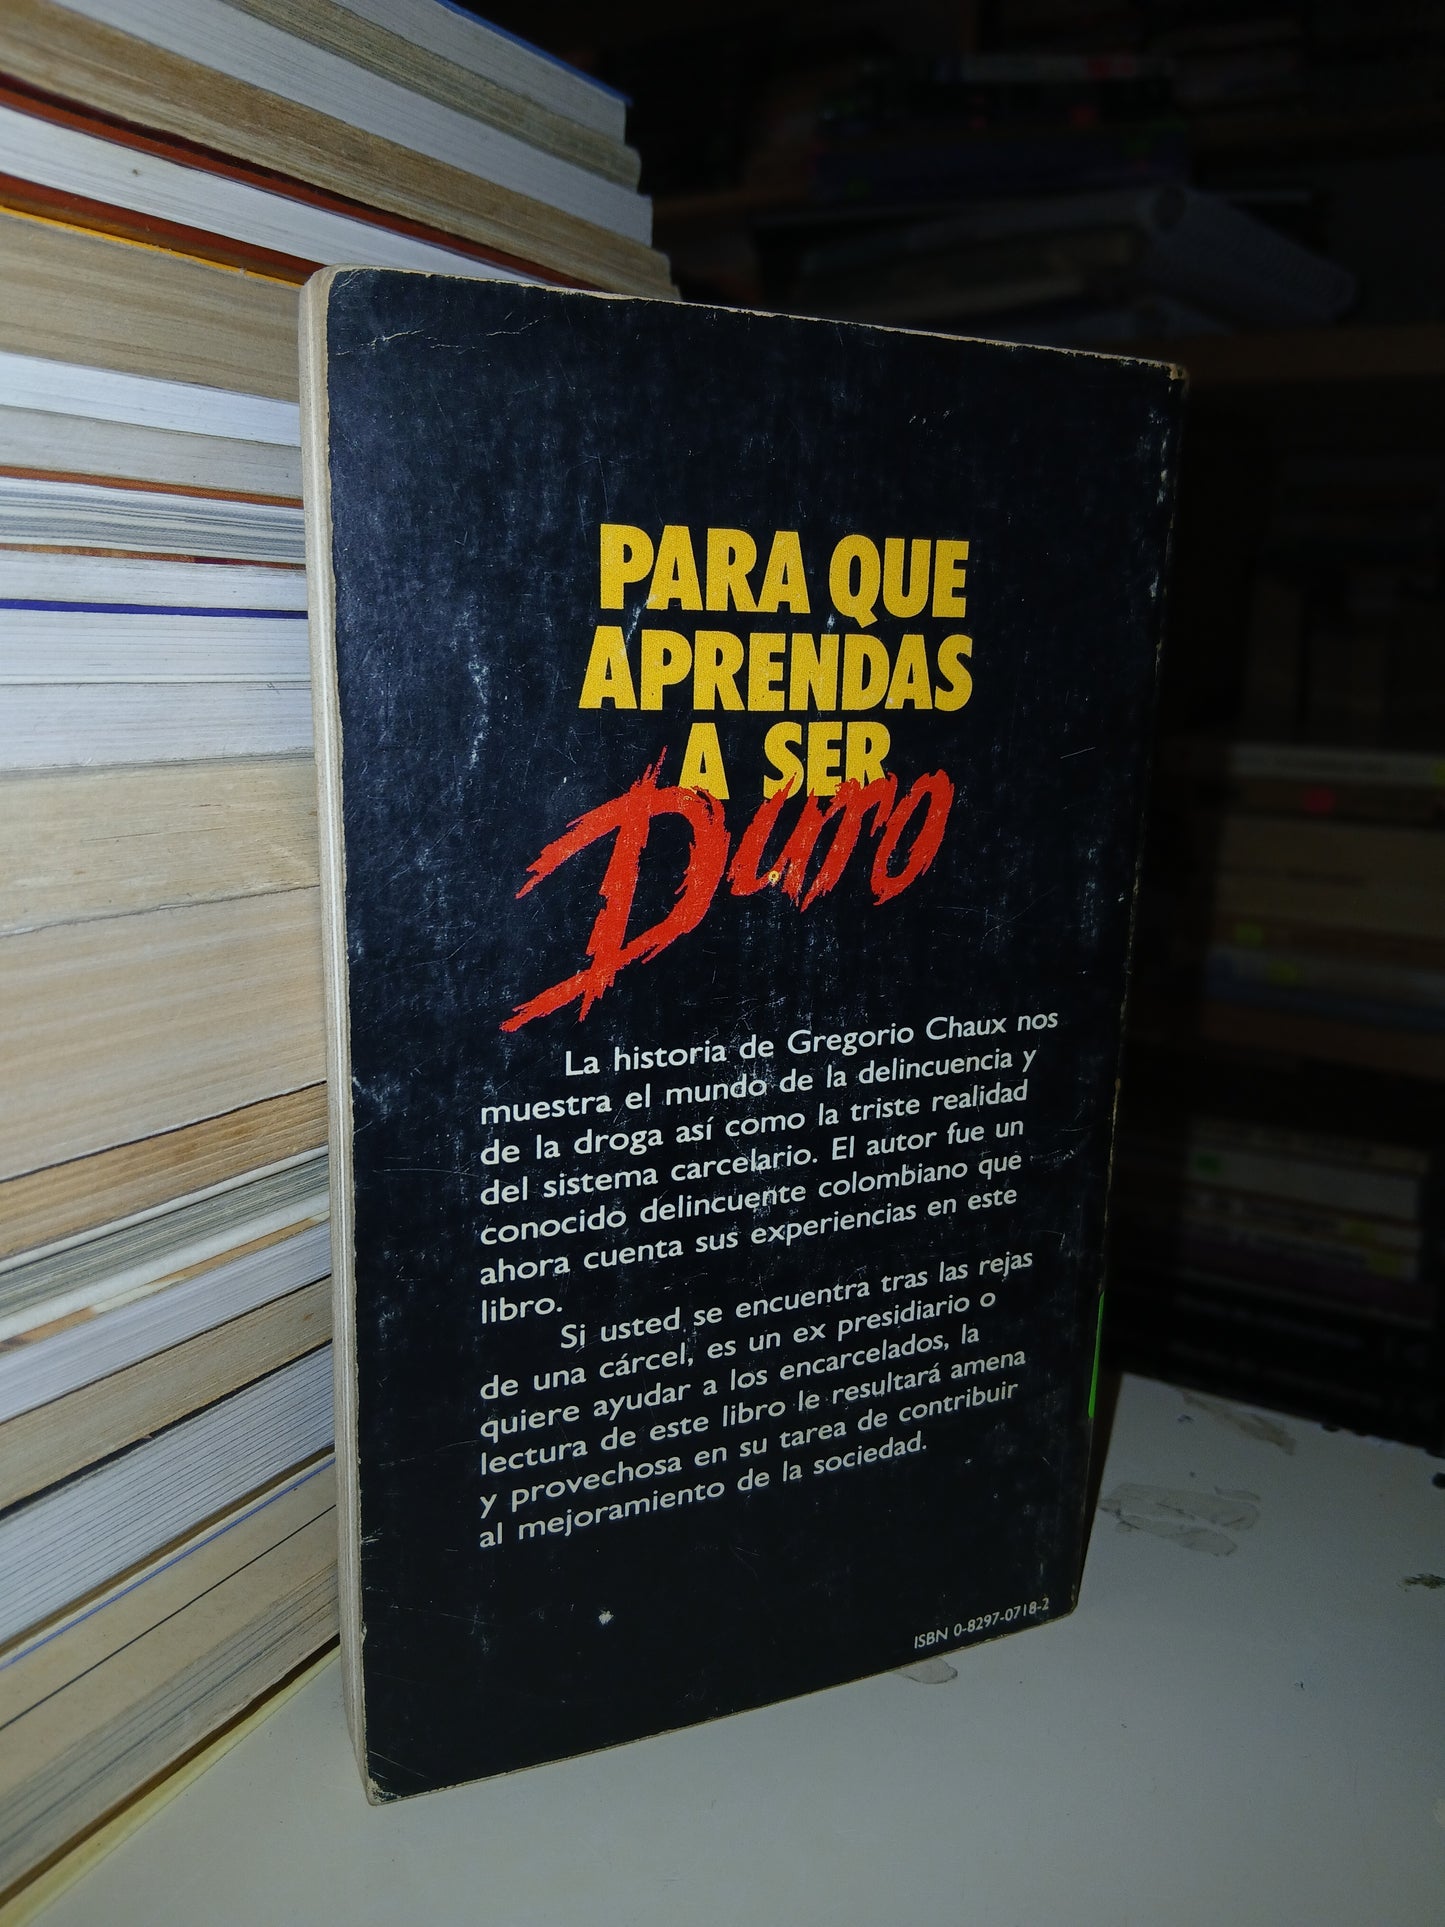 PARA QUE
APRENDAS
A SER
Duro
La historia de Gregorio Chaux nos
muestra el mundo de la delincuencia y
de la droga así como la triste realidad
del sistema carcelario. El autor fue un
conocido delincuente colombiano que
ahora cuenta sus experiencias en este
libro.
Si usted se encuentra tras las rejas
de una cárcel, es un ex presidiario o
quiere ayudar a los encarcelados, la
lectura de este libro le resultará amena
y provechosa en su tarea de contribuir
al mejoramiento de la sociedad.
ISBN 0-8297-0718-2